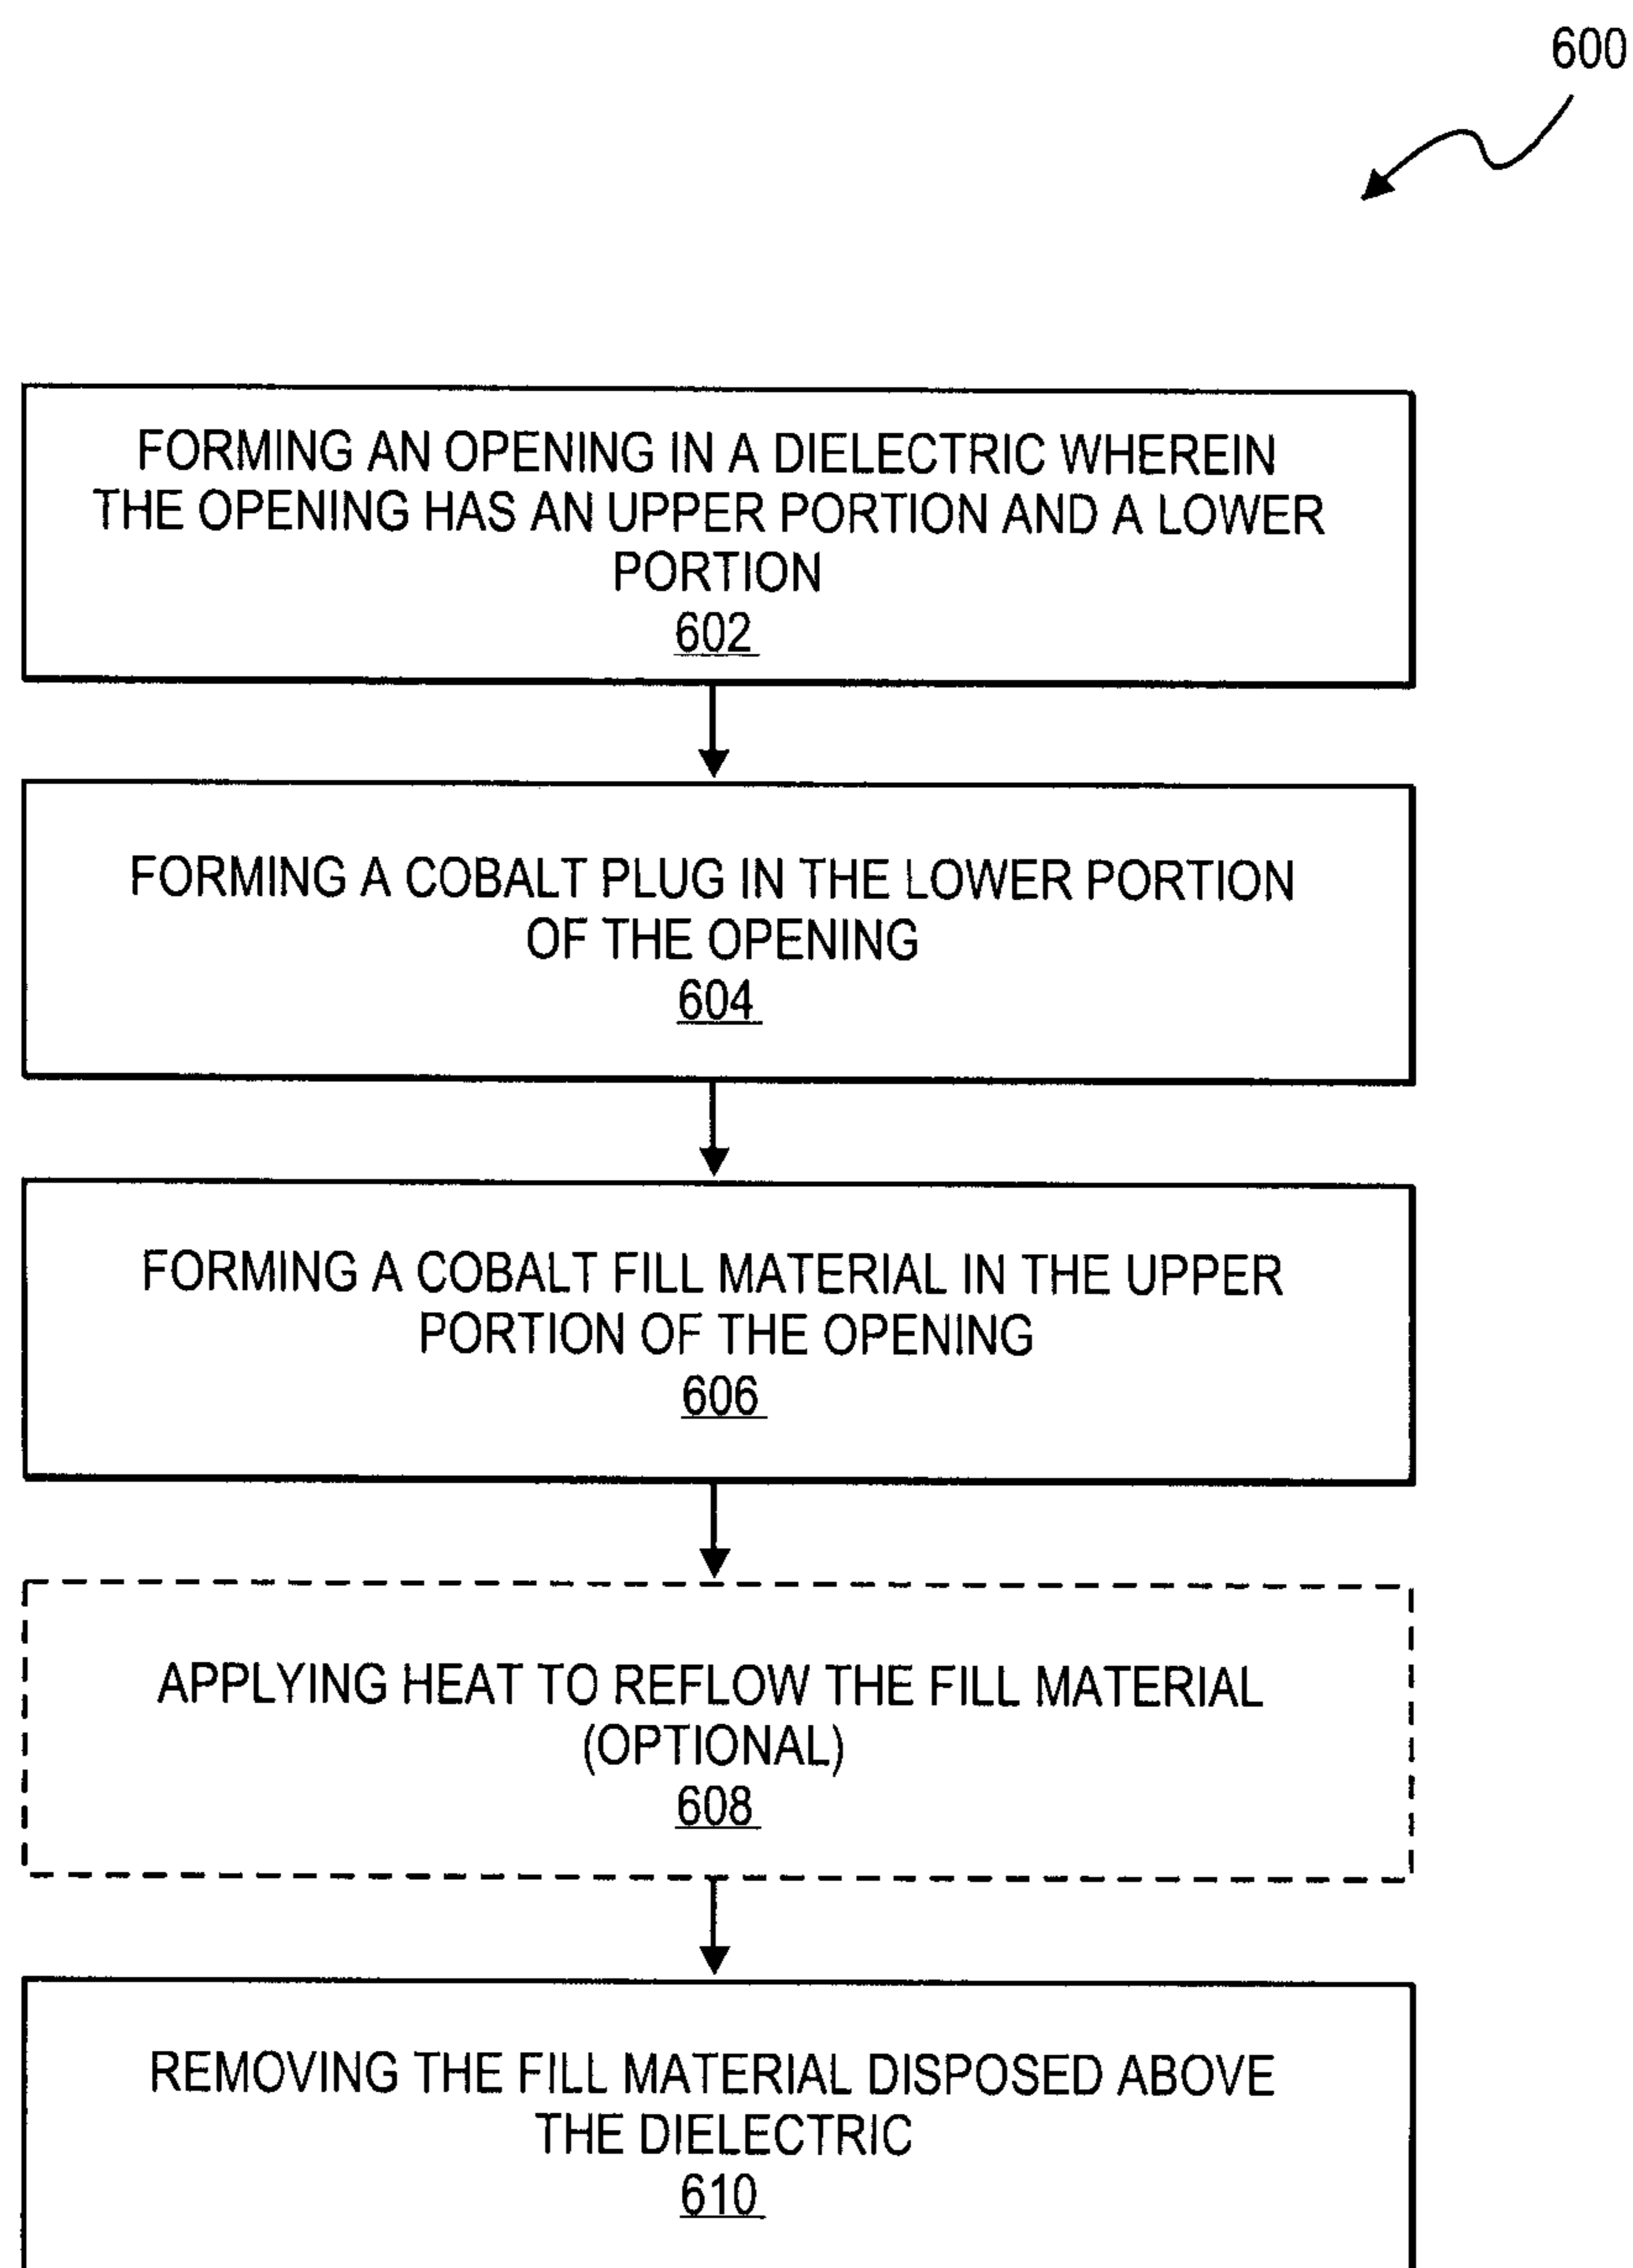 600
FORMING AN OPENING IN A DIELECTRIC WHEREIN
THE OPENING HAS AN UPPER PORTION AND A LOWER
PORTION
602
FORMING A COBALT PLUG IN THE LOWER PORTION
OF THE OPENING
604
FORMING A COBALT FILL MATERIAL IN THE UPPER
PORTION OF THE OPENING
606
APPLYING HEAT TO REFLOW THE FILL MATERIAL
(OPTIONAL)
608
REMOVING THE FILL MATERIAL DISPOSED ABOVE
THE DIELECTRIC
610